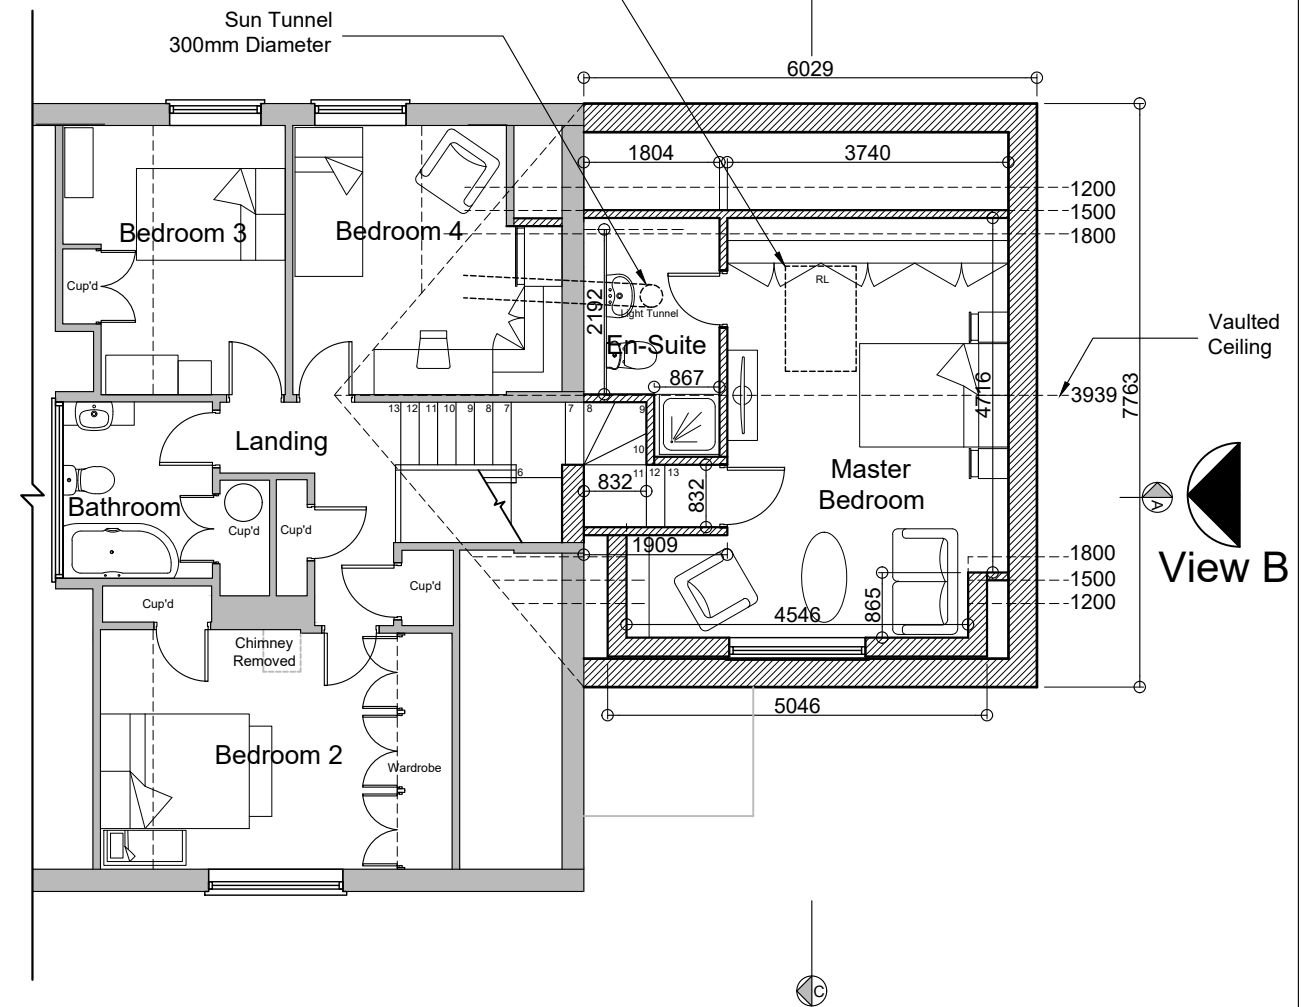 Sun Tunnel
300mm Diameter
6029
1804
3740
1200
1500
1800
Bedroom 3
Bedroom 4
Cup'd
RL
2192
Light Tunnel
En-Suite
867
Vaulted
Ceiling
4716
3939
7763
13 12 11 10 9 8 7
7 8 9
10
11 12 13
6
Landing
832
832
Master
Bedroom
A
Bathroom
Cup'd
Cup'd
1909
1800
1500
1200
View B
Cup'd
Cup'd
865
4546
Chimney
Removed
5046
Bedroom 2
Wardrobe
C